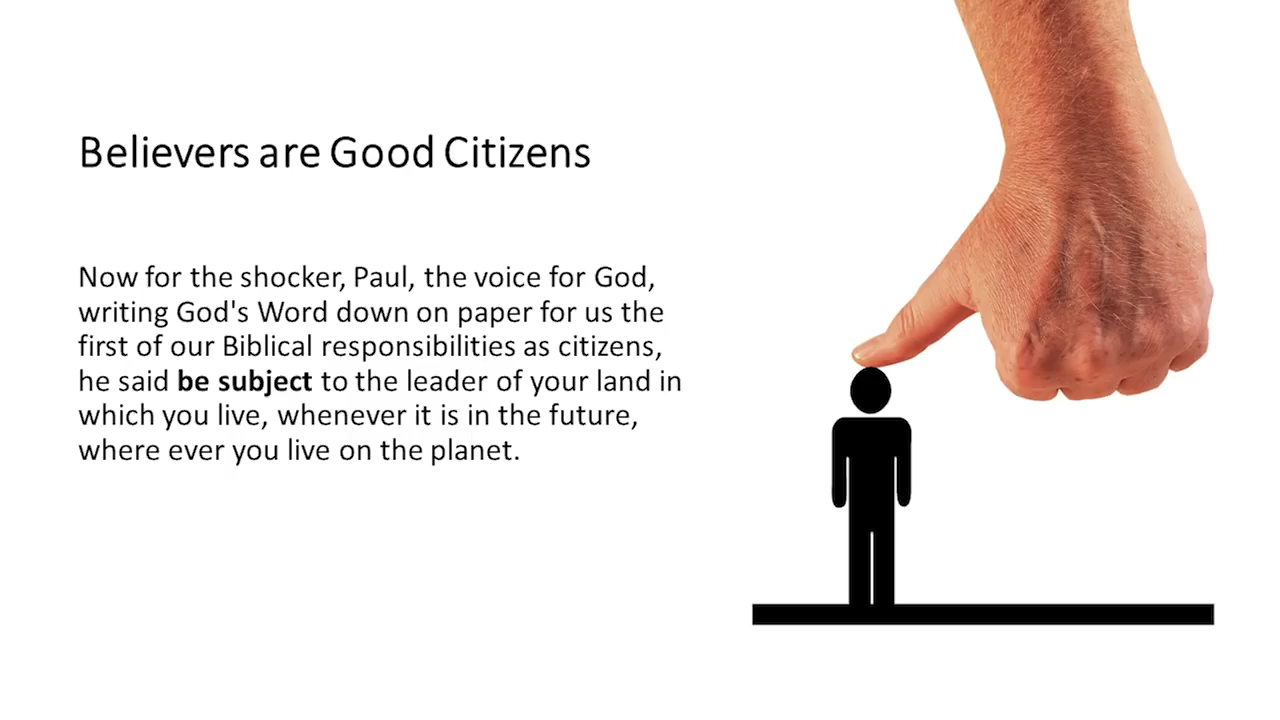 Believers are Good Citizens
Now for the shocker, Paul, the voice for God,
writing God's Word down on paper for us the
first of our Biblical responsibilities as citizens,
he said be subject to the leader of your land in
which you live, whenever it is in the future,
where ever you live on the planet.